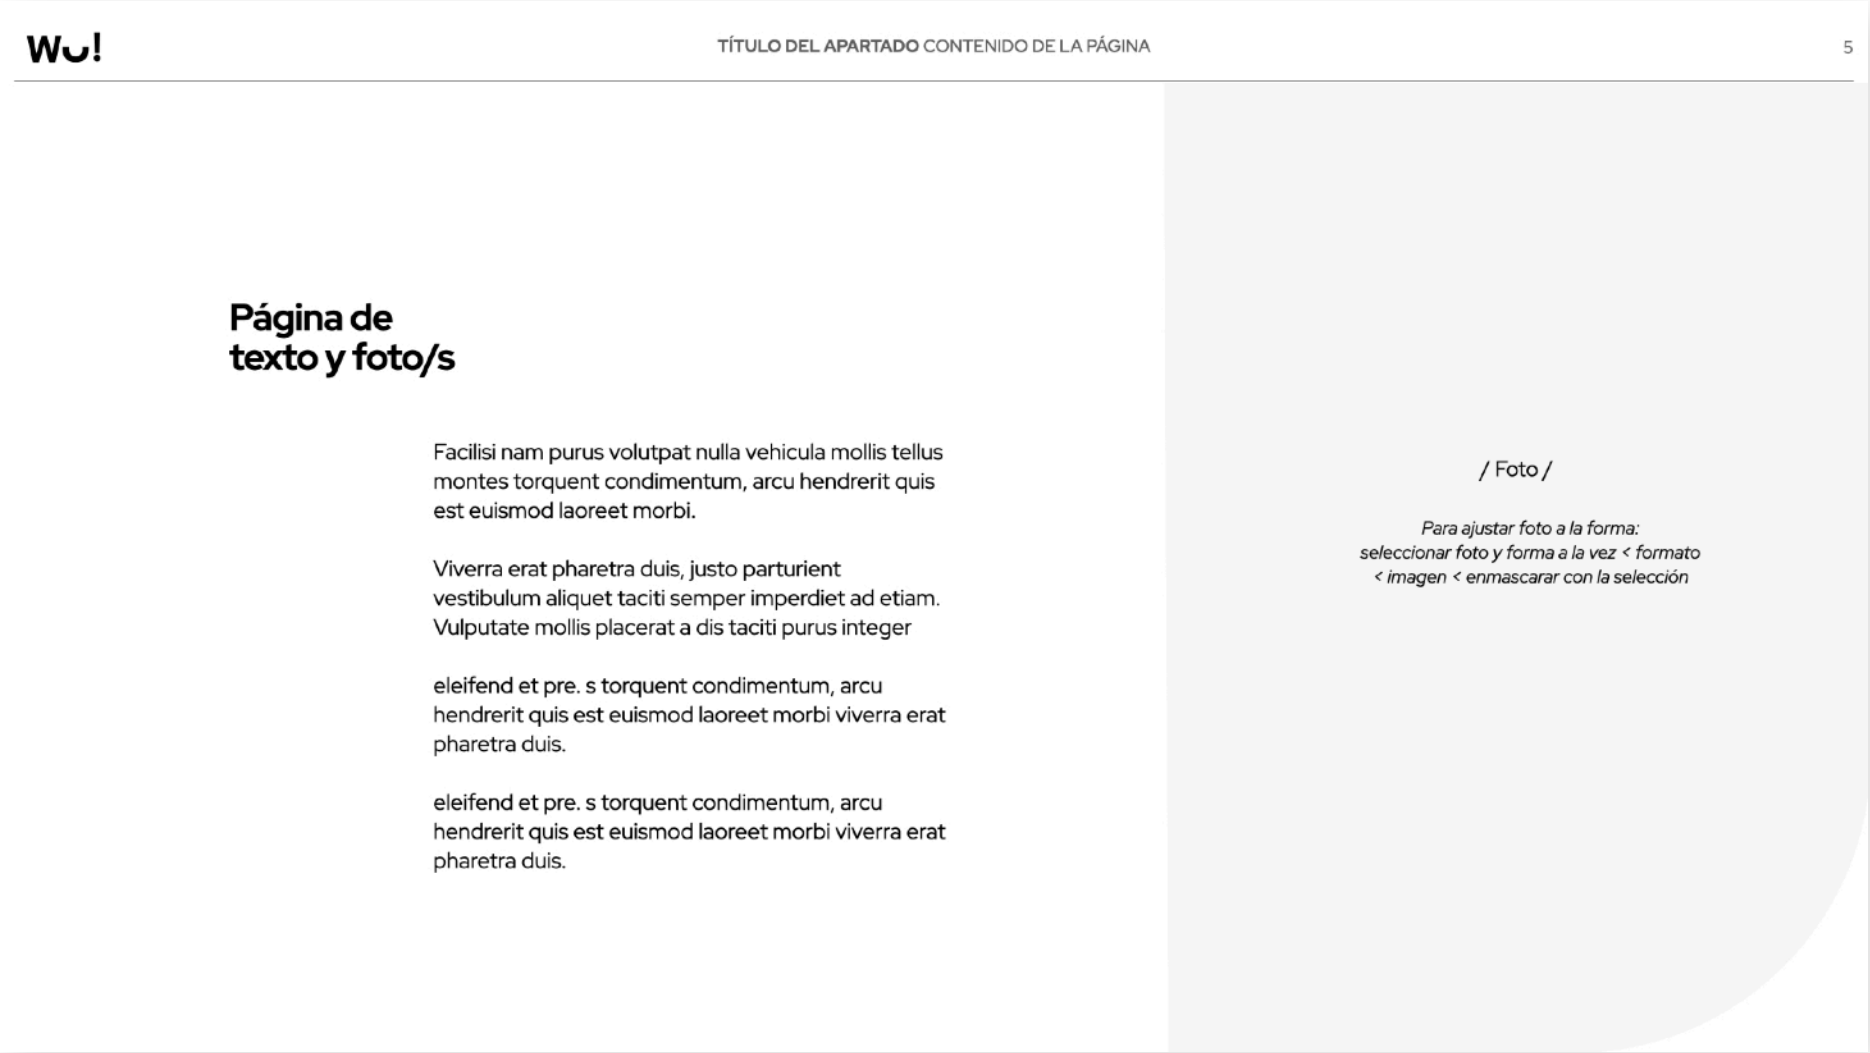 Wu!
TÍTULO DEL APARTADO CONTENIDO DE LA PÁGINA
5
Página de
texto y foto/s
Facilisi nam purus volutpat nulla vehicula mollis tellus
montes torquent condimentum, arcu hendrerit quis
est euismod laoreet morbi.
Viverra erat pharetra duis, justo parturient
vestibulum aliquet taciti semper imperdiet ad etiam.
Vulputate mollis placerat a dis taciti purus integer
eleifend et pre. s torquent condimentum, arcu
hendrerit quis est euismod laoreet morbi viverra erat
pharetra duis.
eleifend et pre. s torquent condimentum, arcu
hendrerit quis est euismod laoreet morbi viverra erat
pharetra duis.
/ Foto /
Para ajustar foto a la forma:
seleccionar foto y forma a la vez < formato
< imagen < enmascarar con la selección